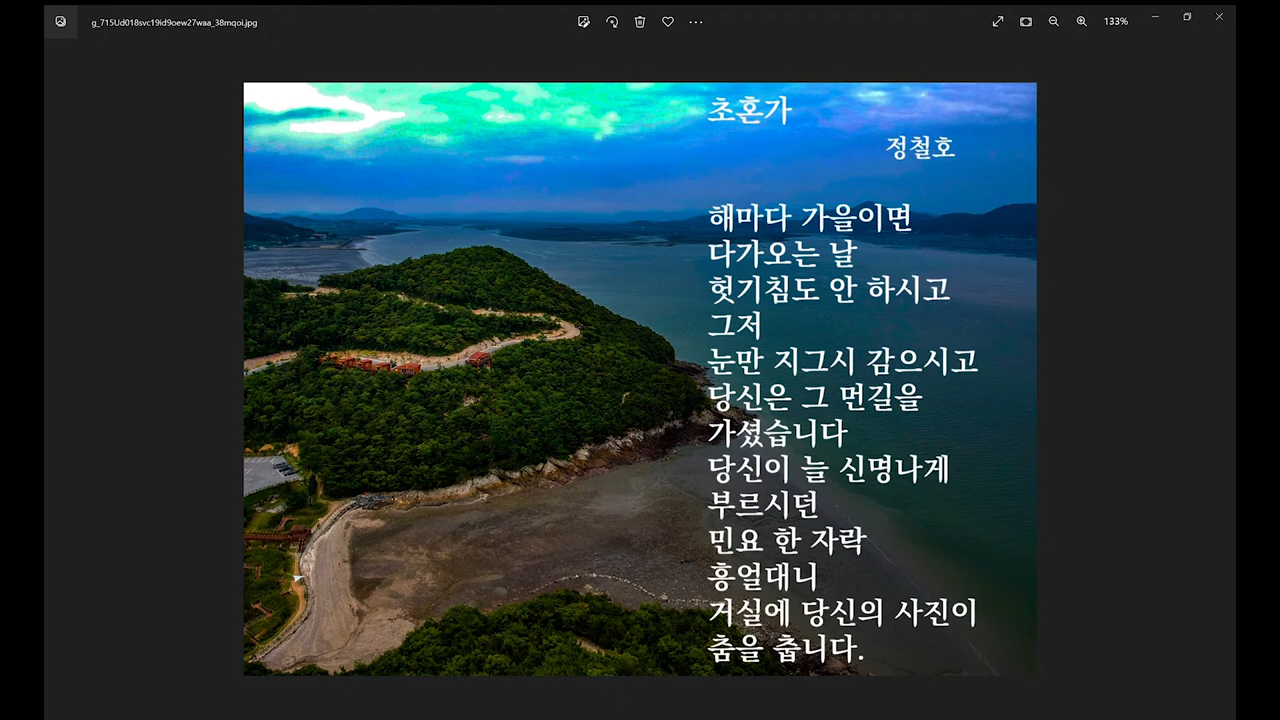 g_715Ud018svc19id9oew27waa_38mqoi.jpg
133%
초혼가
정철호
해마다 가을이면
다가오는 날
헛기침도 안 하시고
그저
눈만 지그시 감으시고
당신은 그 먼길을
가셨습니다
당신이 늘 신명나게
부르시던
민요 한 자락
흥얼대니
거실에 당신의 사진이
춤을 춥니다.